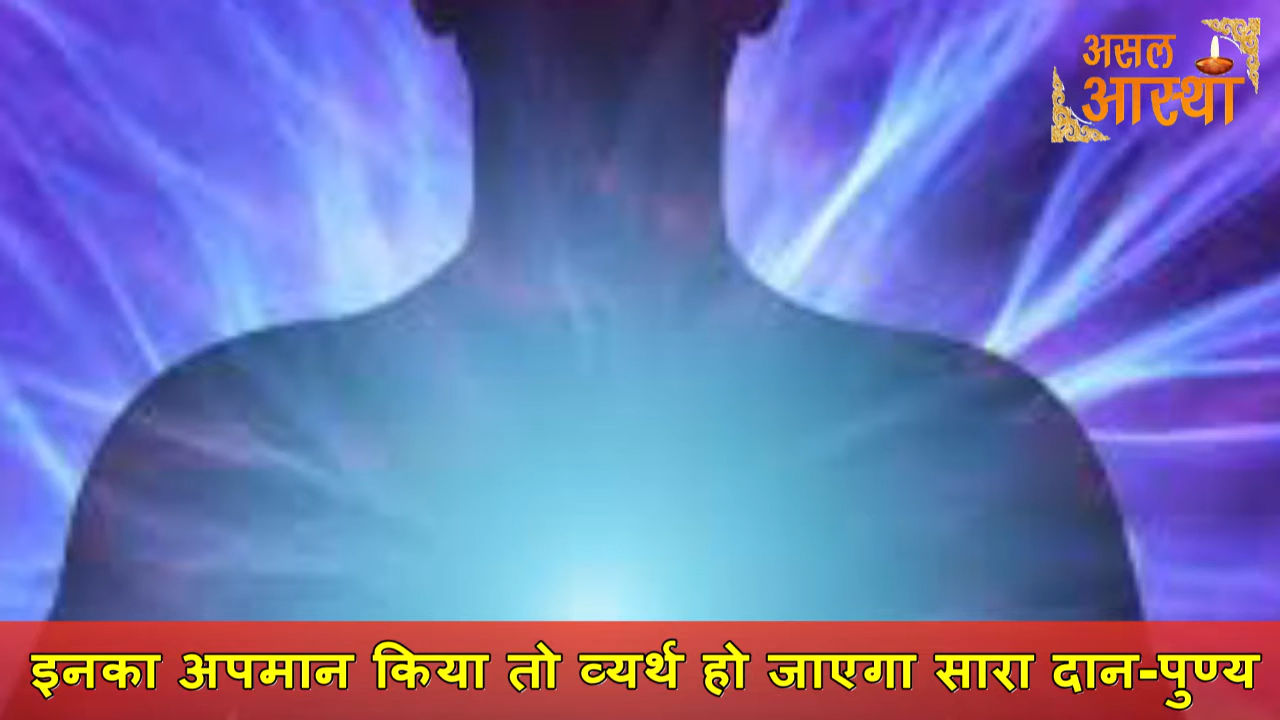 असल
आस्था
इनका अपमान किया तो व्यर्थ हो जाएगा सारा दान-पुण्य